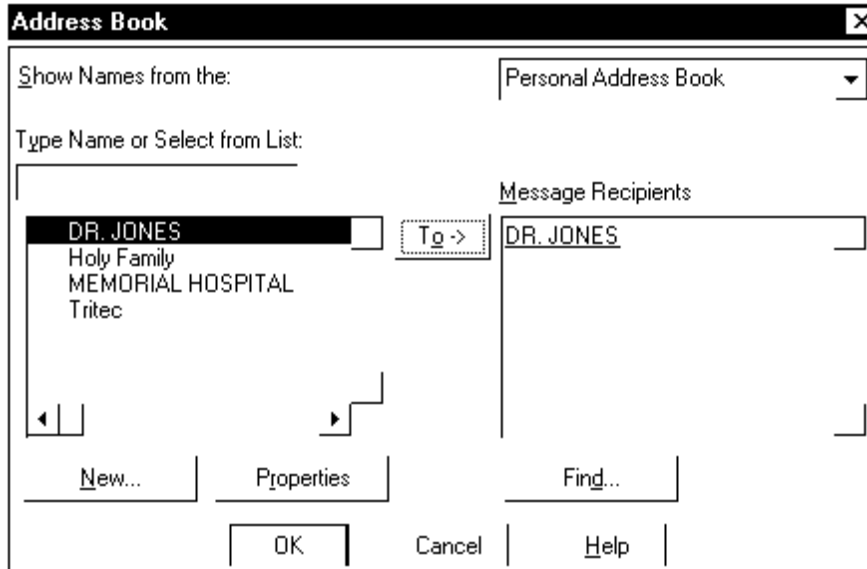 Address Book
Show Names from the: Personal Address Book
Type Name or Select from List:
Message Recipients
DR. JONES
Holy Family
MEMORIAL HOSPITAL
Tritec
To ->
DR. JONES
New... Properties Find...
OK Cancel Help